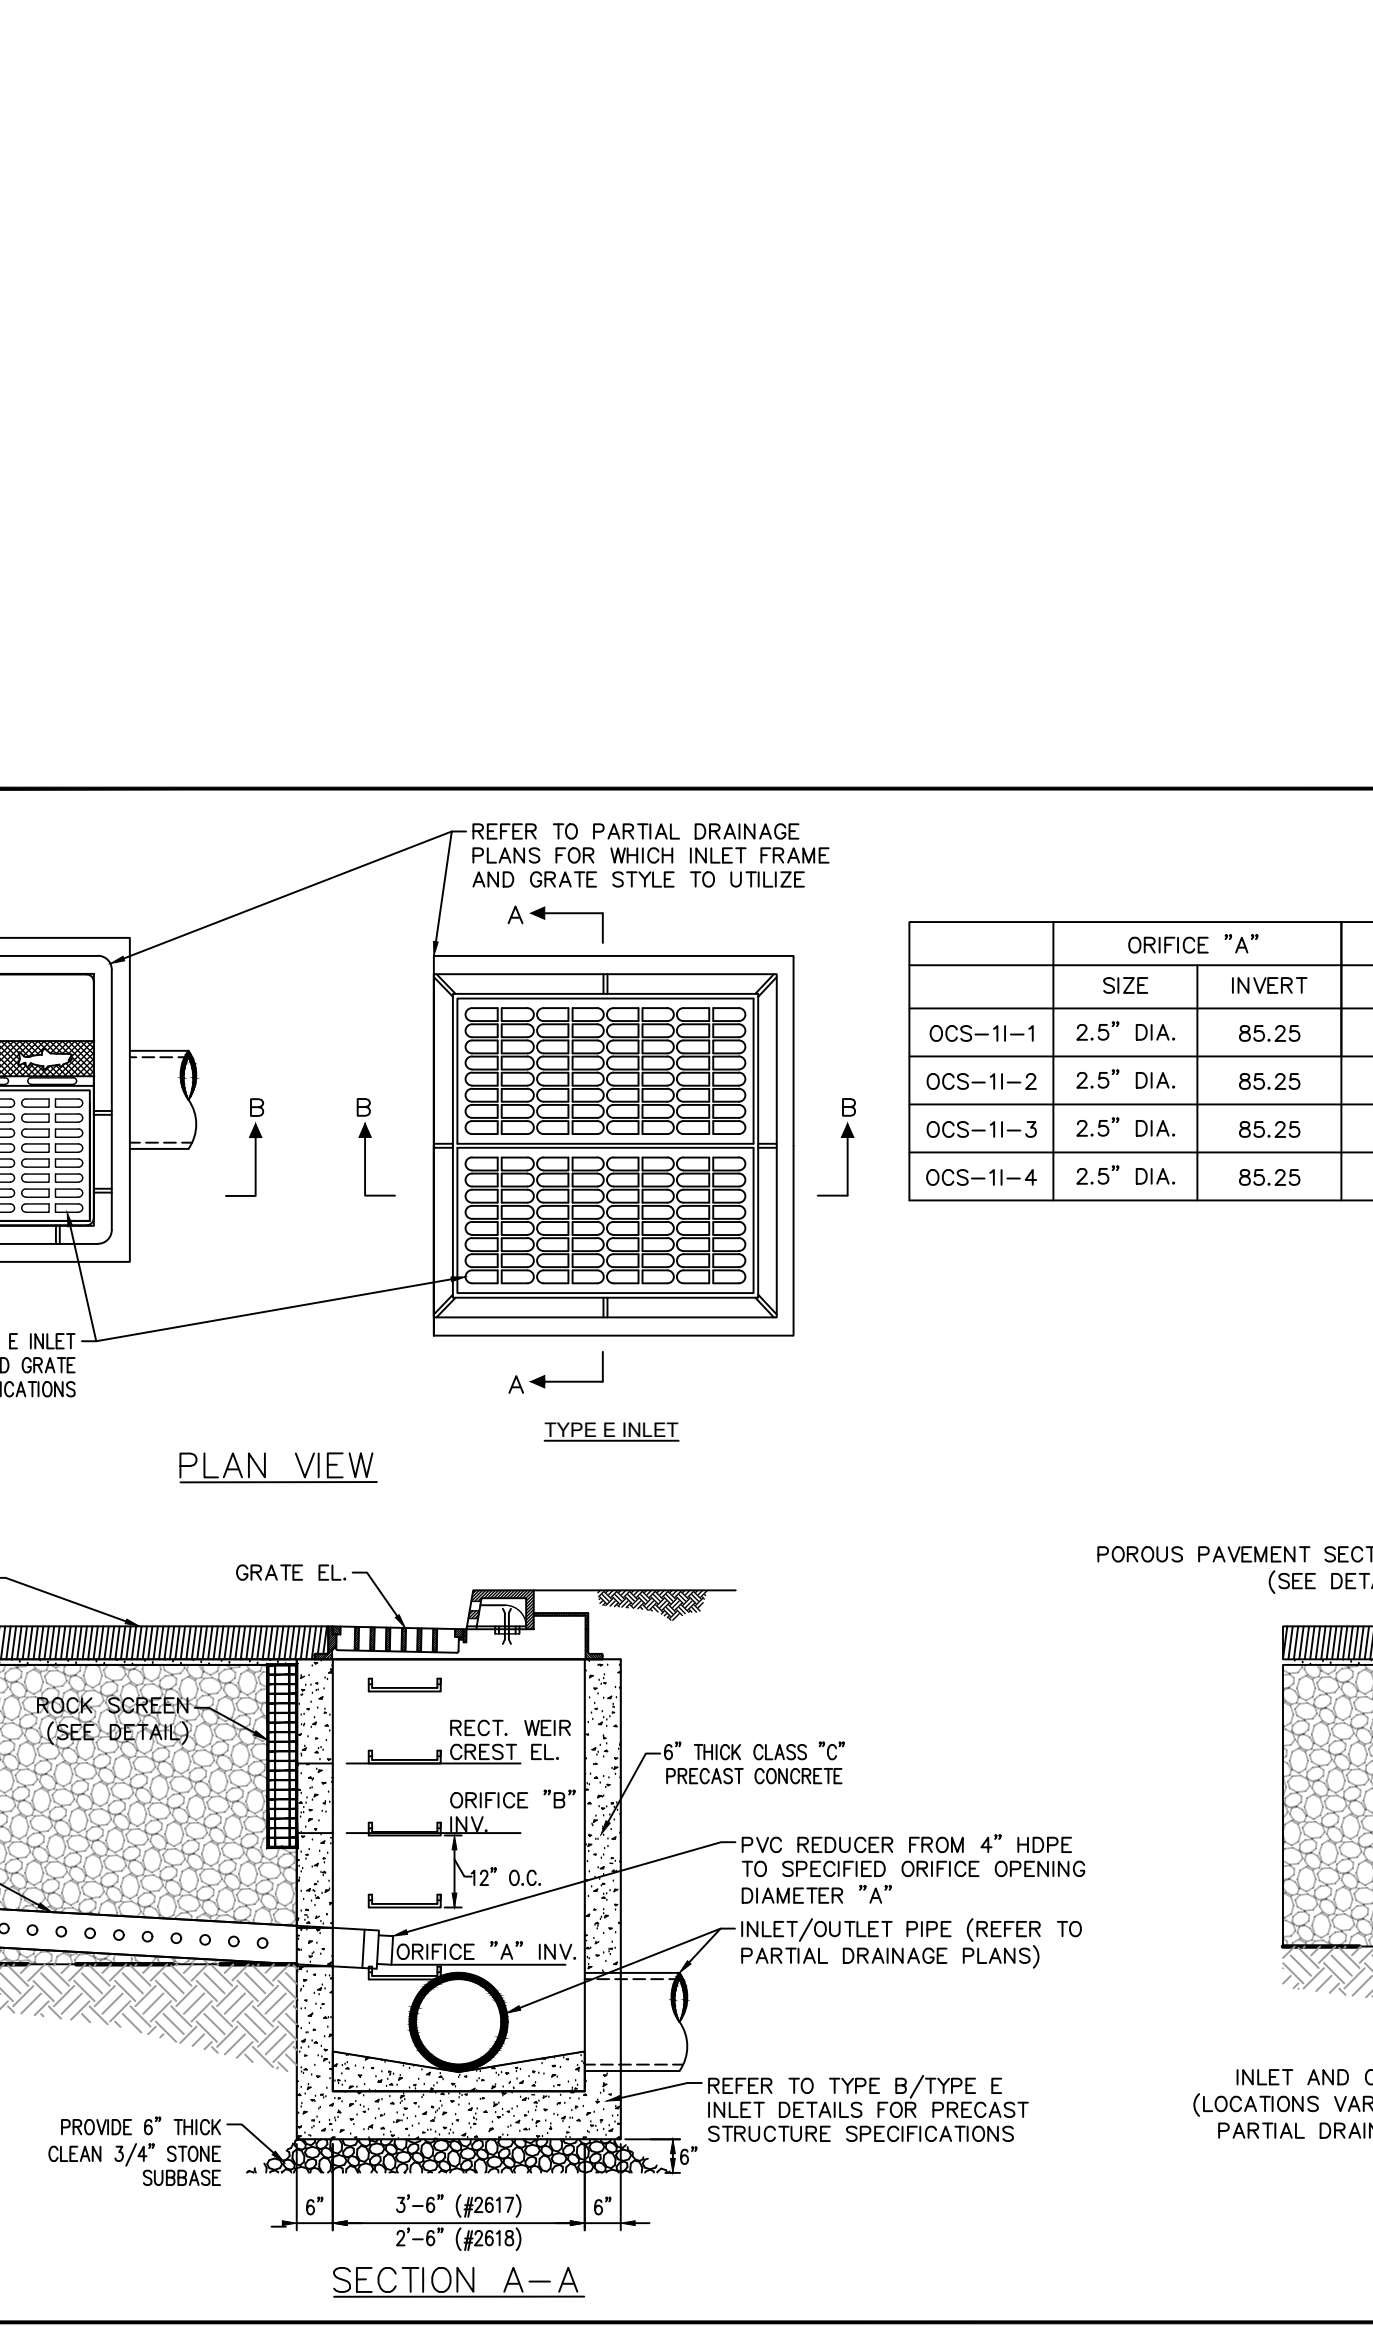 REFER TO PARTIAL DRAINAGE
PLANS FOR WHICH INLET FRAME
AND GRATE STYLE TO UTILIZE
A
B
B
B
E INLET
D GRATE
ICATIONS
A
TYPE E INLET
PLAN VIEW
ORIFICE "A"
SIZE INVERT
OCS-1I-1 2.5" DIA. 85.25
OCS-1I-2 2.5" DIA. 85.25
OCS-1I-3 2.5" DIA. 85.25
OCS-1I-4 2.5" DIA. 85.25
GRATE EL.
ROCK SCREEN
(SEE DETAIL)
RECT. WEIR
CREST EL.
ORIFICE "B"
INV.
12" O.C.
ORIFICE "A" INV.
6" THICK CLASS "C"
PRECAST CONCRETE
PVC REDUCER FROM 4" HDPE
TO SPECIFIED ORIFICE OPENING
DIAMETER "A"
INLET/OUTLET PIPE (REFER TO
PARTIAL DRAINAGE PLANS)
REFER TO TYPE B/TYPE E
INLET DETAILS FOR PRECAST
STRUCTURE SPECIFICATIONS
PROVIDE 6" THICK
CLEAN 3/4" STONE
SUBBASE
6"
6"
3'-6" (#2617)
6"
2'-6" (#2618)
SECTION A-A
POROUS PAVEMENT SECT
(SEE DETA
INLET AND O
(LOCATIONS VAR
PARTIAL DRAIN